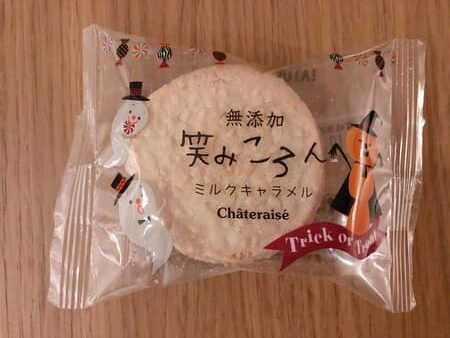 無添加
笑みころん
ミルクキャラメル
Châteraisé
Trick or Treat